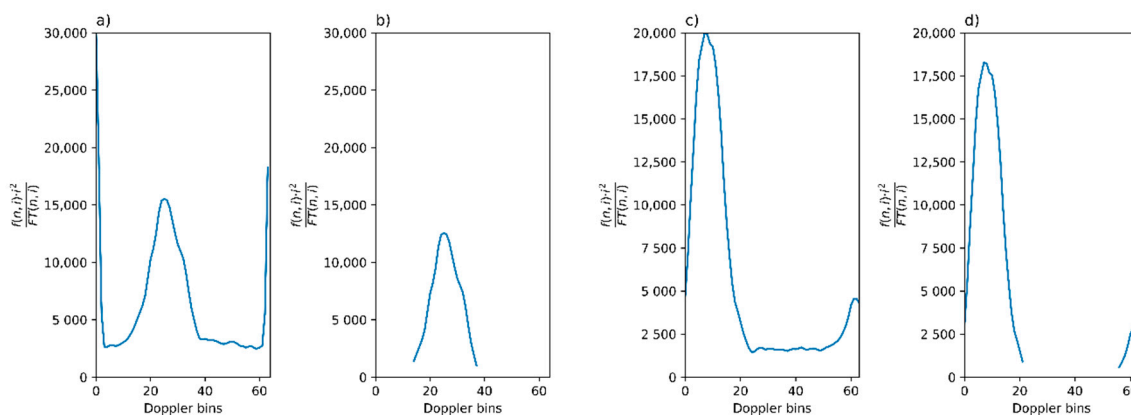 a)
30,000
25,000
20,000
15,000
10,000
5 000
0
f(n, i)·i²
FT(n, i)
0 20 40 60
Doppler bins
b)
30,000
25,000
20,000
15,000
10,000
5 000
0
f(n, i)·i²
FT(n, i)
0 20 40 60
Doppler bins
c)
20,000
17,500
15,000
12,500
10,000
7 500
5 000
2 500
0
f(n, i)·i²
FT(n, i)
0 20 40 60
Doppler bins
d)
20,000
17,500
15,000
12,500
10,000
7 500
5 000
2 500
0
f(n, i)·i²
FT(n, i)
0 20 40 60
Doppler bins